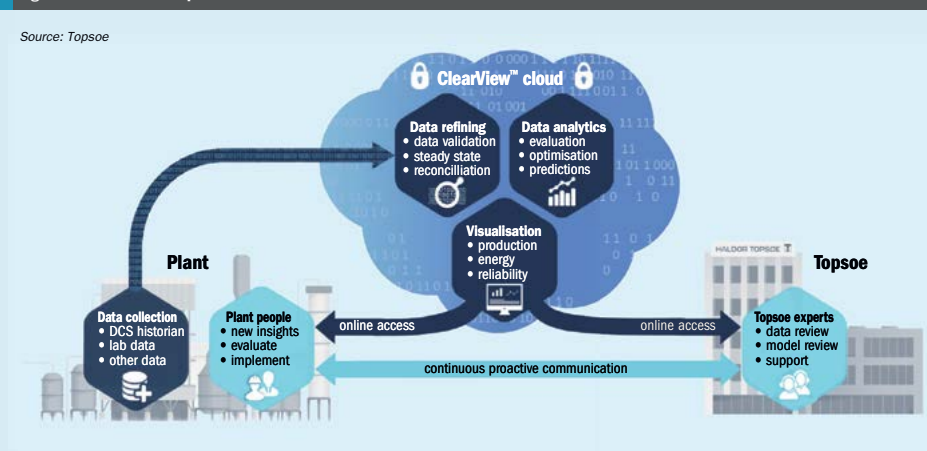 Source: Topsoe
ClearView™ cloud
Data refining
• data validation
• steady state
• reconcilliation
Data analytics
• evaluation
• optimisation
• predictions
Visualisation
• production
• energy
• reliability
Plant
HALDOR TOPSOE
Topsoe
Data collection
• DCS historian
• lab data
• other data
Plant people
• new insights
• evaluate
• implement
online access
online access
continuous proactive communication
Topsoe experts
• data review
• model review
• support